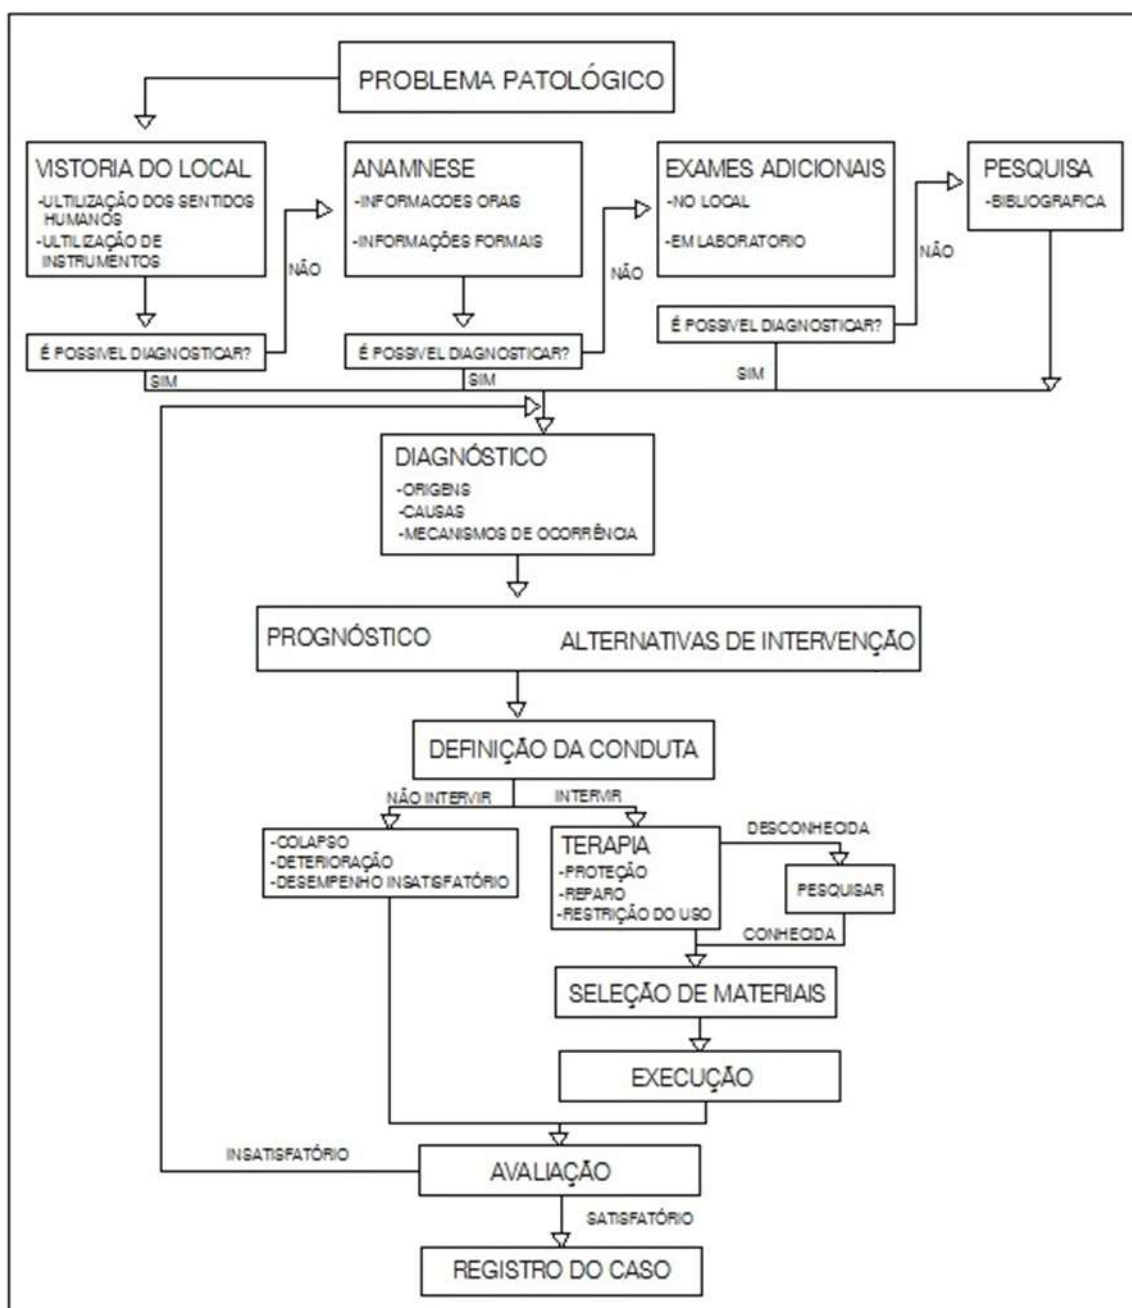 PROBLEMA PATOLÓGICO
VISTORIA DO LOCAL
-ULTILIZAÇÃO DOS SENTIDOS
HUMANOS
-ULTILIZAÇÃO DE
INSTRUMENTOS
NÃO
É POSSIVEL DIAGNOSTICAR?
SIM
ANAMNESE
-INFORMACOES ORAIS
-INFORMAÇÕES FORMAIS
NÃO
É POSSIVEL DIAGNOSTICAR?
SIM
EXAMES ADICIONAIS
-NO LOCAL
-EM LABORATORIO
NÃO
É POSSIVEL DIAGNOSTICAR?
SIM
PESQUISA
-BIBLIOGRAFICA
DIAGNÓSTICO
-ORIGENS
-CAUSAS
-MECANISMOS DE OCORRÊNCIA
PROGNÓSTICO
ALTERNATIVAS DE INTERVENÇÃO
DEFINIÇÃO DA CONDUTA
NÃO INTERVIR
INTERVIR
-COLAPSO
-DETERIORAÇÃO
-DESEMPENHO INSATISFATÓRIO
TERAPIA
-PROTEÇÃO
-REPARO
-RESTRIÇÃO DO USO
DESCONHECIDA
PESQUISAR
CONHECIDA
SELEÇÃO DE MATERIAIS
EXECUÇÃO
INSATISFATÓRIO
AVALIAÇÃO
SATISFATÓRIO
REGISTRO DO CASO